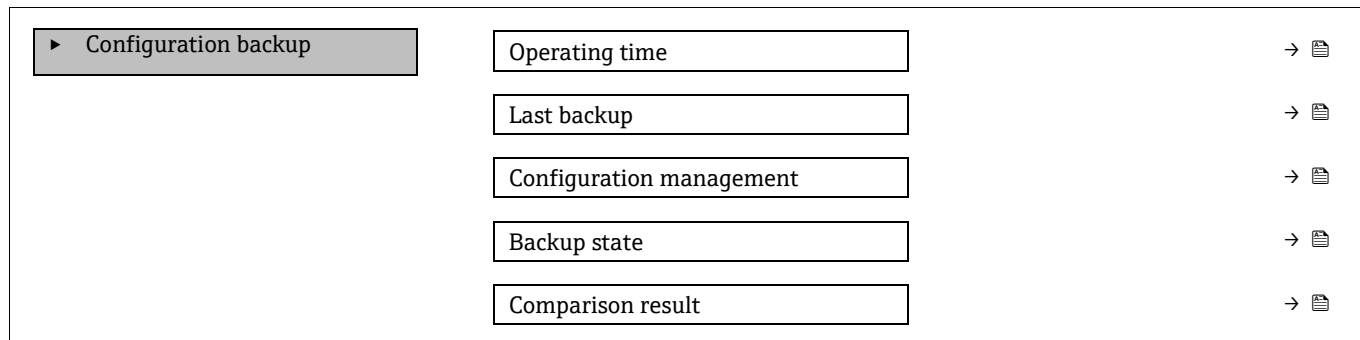 ▸ Configuration backup
Operating time →
Last backup →
Configuration management →
Backup state →
Comparison result →